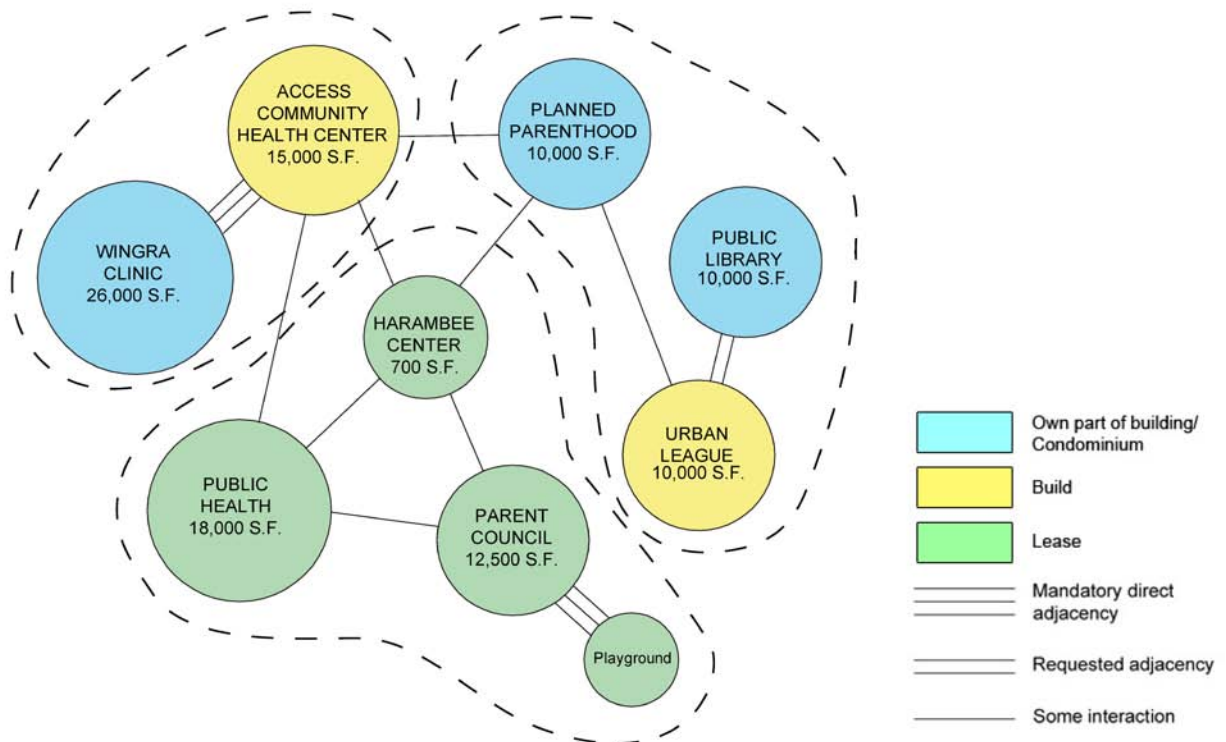 ACCESS
COMMUNITY
HEALTH CENTER
15,000 S.F.
PLANNED
PARENTHOOD
10,000 S.F.
WINGRA
CLINIC
26,000 S.F.
PUBLIC
LIBRARY
10,000 S.F.
HARAMBEE
CENTER
700 S.F.
URBAN
LEAGUE
10,000 S.F.
PUBLIC
HEALTH
18,000 S.F.
PARENT
COUNCIL
12,500 S.F.
Playground
Own part of building/
Condominium
Build
Lease
Mandatory direct
adjacency
Requested adjacency
Some interaction